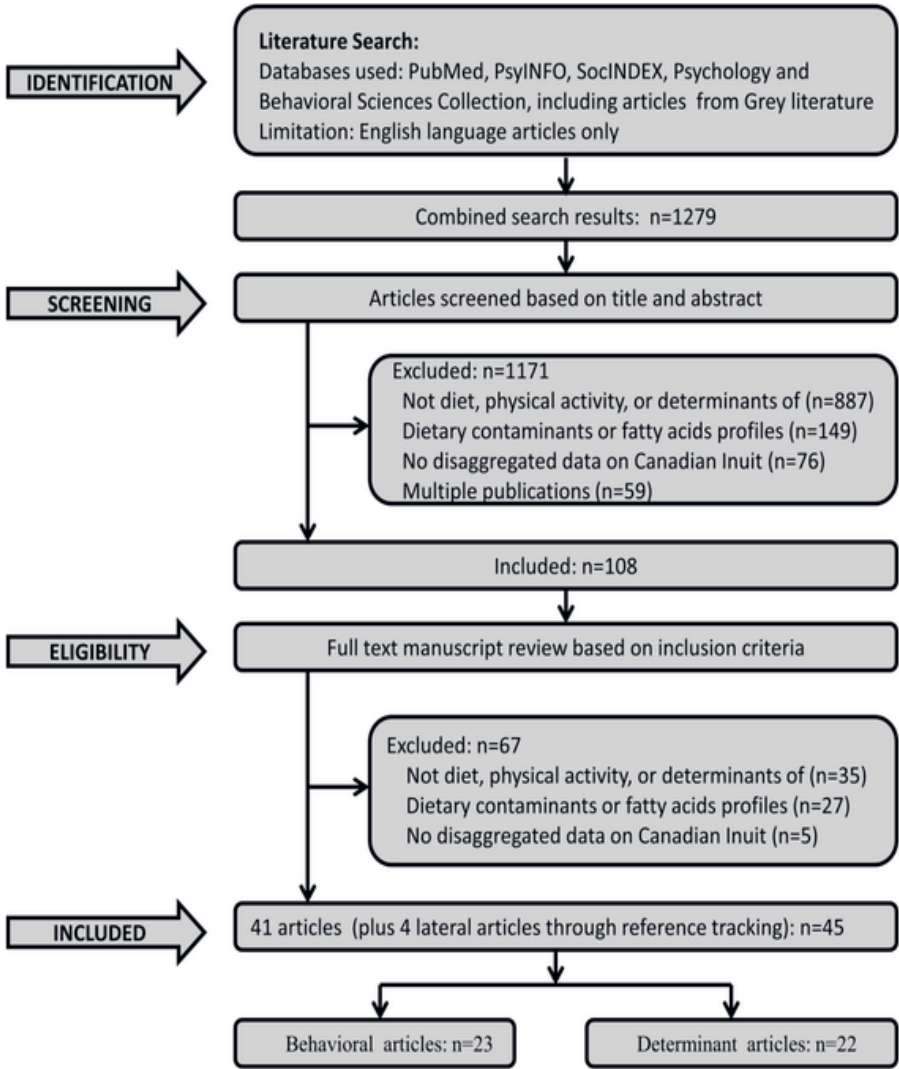 IDENTIFICATION
Literature Search:
Databases used: PubMed, PsyINFO, SocINDEX, Psychology and
Behavioral Sciences Collection, including articles from Grey literature
Limitation: English language articles only
Combined search results: n=1279
SCREENING
Articles screened based on title and abstract
Excluded: n=1171
Not diet, physical activity, or determinants of (n=887)
Dietary contaminants or fatty acids profiles (n=149)
No disaggregated data on Canadian Inuit (n=76)
Multiple publications (n=59)
Included: n=108
ELIGIBILITY
Full text manuscript review based on inclusion criteria
Excluded: n=67
Not diet, physical activity, or determinants of (n=35)
Dietary contaminants or fatty acids profiles (n=27)
No disaggregated data on Canadian Inuit (n=5)
INCLUDED
41 articles (plus 4 lateral articles through reference tracking): n=45
Behavioral articles: n=23
Determinant articles: n=22